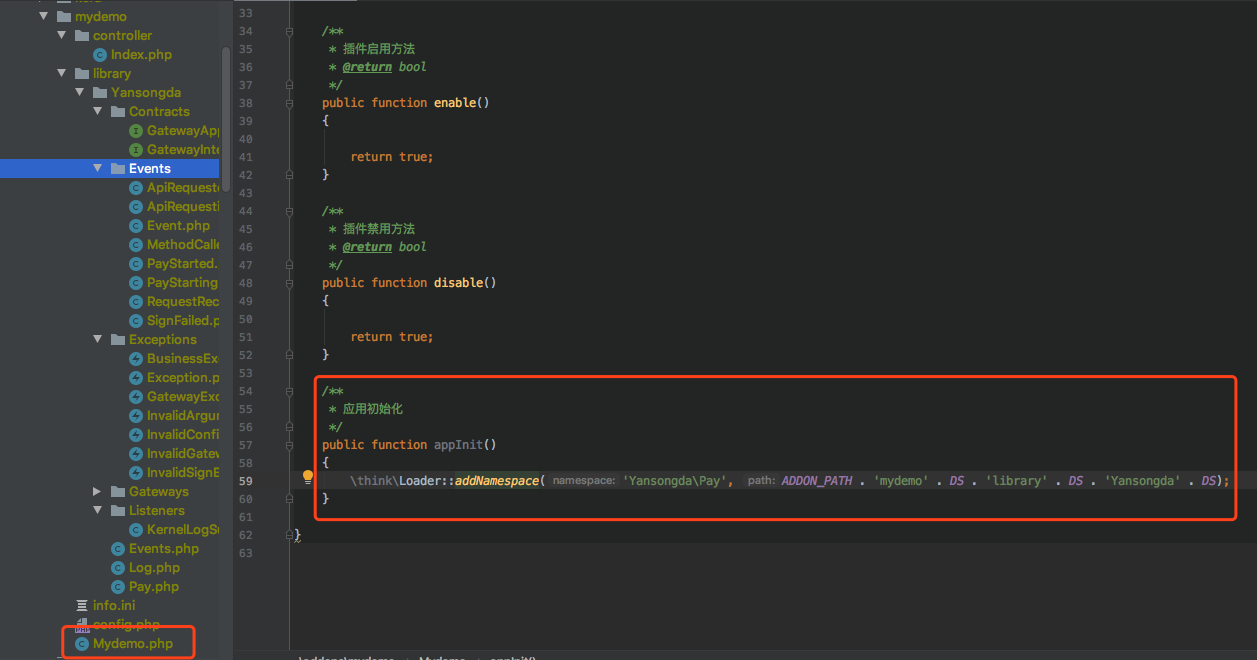 mydemo
controller
Index.php
library
Yansongda
Contracts
GatewayApp
GatewayInte
Events
ApiRequeste
ApiRequesti
Event.php
MethodCalle
PayStarted.
PayStarting
RequestRec
SignFailed.p
Exceptions
BusinessEx
Exception.p
GatewayExc
InvalidArgur
InvalidConfi
InvalidGatew
InvalidSignE
Gateways
Listeners
KernelLogSu
Events.php
Log.php
Pay.php
info.ini
config.php
Mydemo.php
33
34 /**
35 * 插件启用方法
36 * @return bool
37 */
38 public function enable()
39 {
40
41 return true;
42 }
43
44 /**
45 * 插件禁用方法
46 * @return bool
47 */
48 public function disable()
49 {
50
51 return true;
52 }
53
54 /**
55 * 应用初始化
56 */
57 public function appInit()
58 {
59 \think\Loader::addNamespace( namespace: 'Yansongda\Pay', path: ADDON_PATH . 'mydemo' . DS . 'library' . DS . 'Yansongda' . DS);
60 }
61
62 }
63